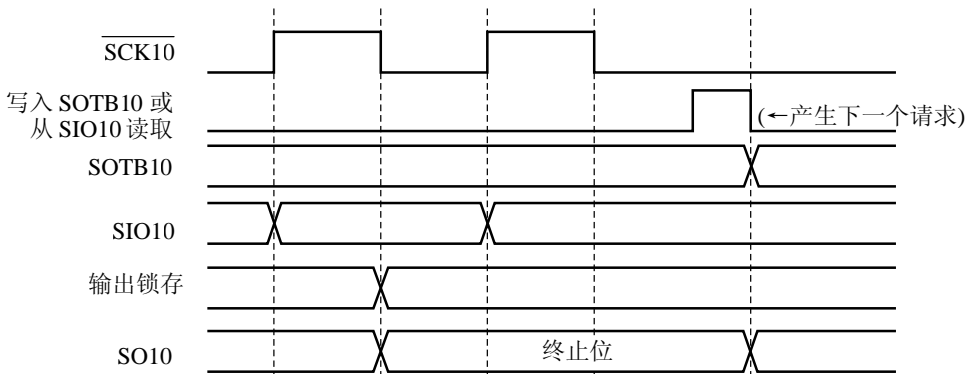 SCK10
写入 SOTB10 或
从 SIO10 读取
(←产生下一个请求)
SOTB10
SIO10
输出锁存
SO10
终止位